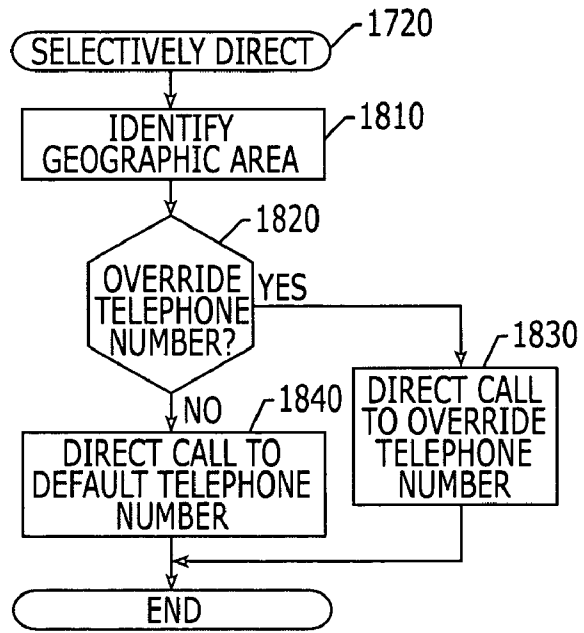 SELECTIVELY DIRECT
1720
IDENTIFY
GEOGRAPHIC AREA
1810
1820
OVERRIDE
TELEPHONE
NUMBER?
YES
1830
DIRECT CALL
TO OVERRIDE
TELEPHONE
NUMBER
NO
1840
DIRECT CALL TO
DEFAULT TELEPHONE
NUMBER
END